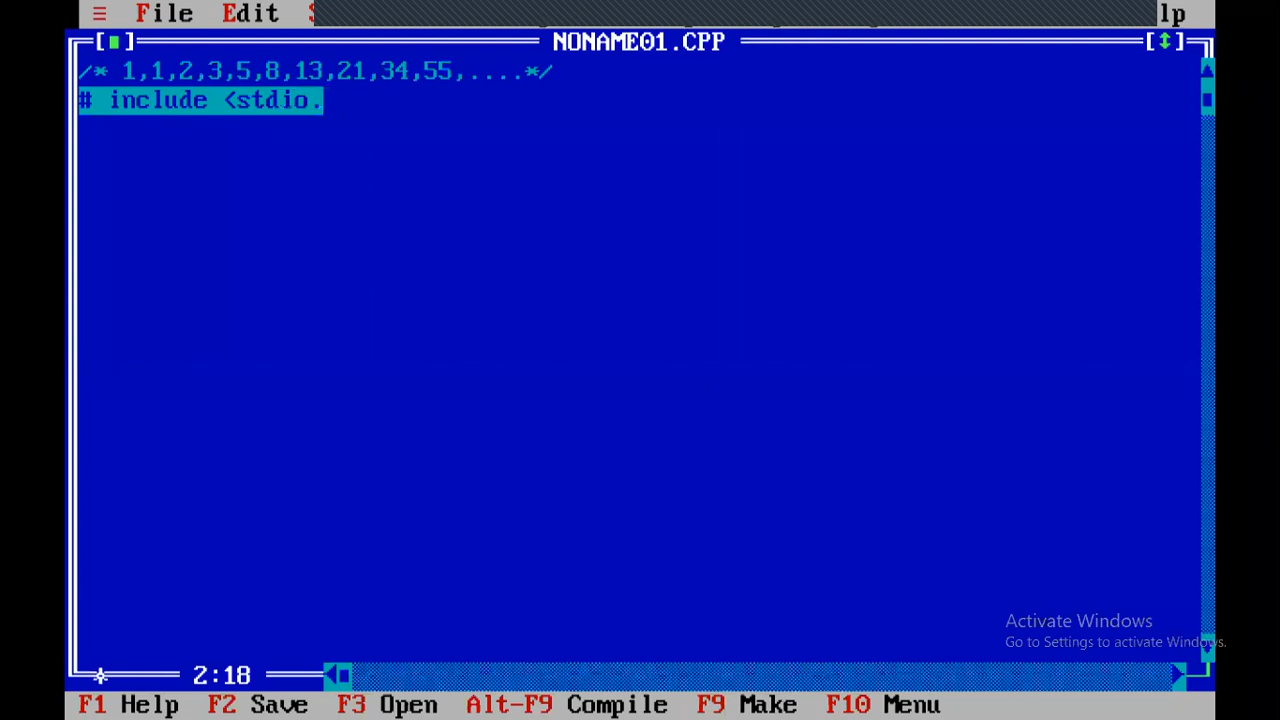 ≡ File Edit lp
[■] NONAME01.CPP [↕]
/* 1,1,2,3,5,8,13,21,34,55,....*/
# include <stdio.
Activate Windows
Go to Settings to activate Windows.
2:18
F1 Help F2 Save F3 Open Alt-F9 Compile F9 Make F10 Menu